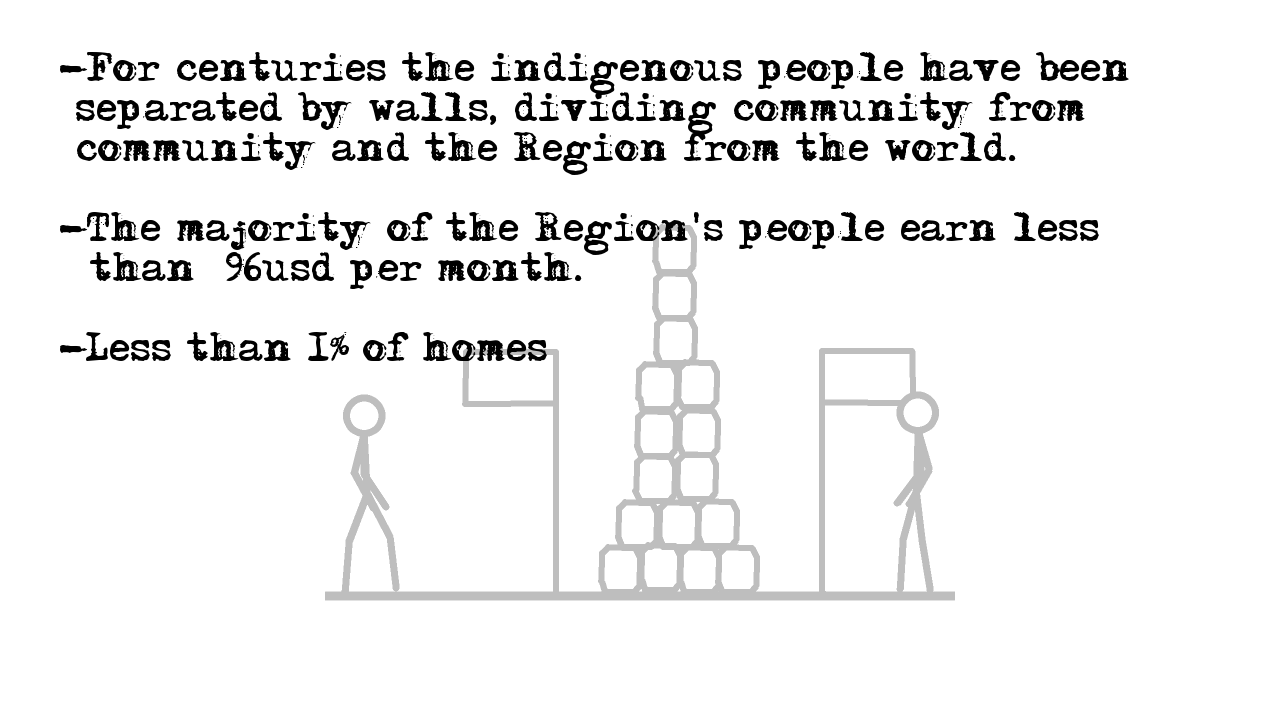 -For centuries the indigenous people have been
separated by walls, dividing community from
community and the Region from the world.
-The majority of the Region's people earn less
than 96usd per month.
-Less than 1% of homes